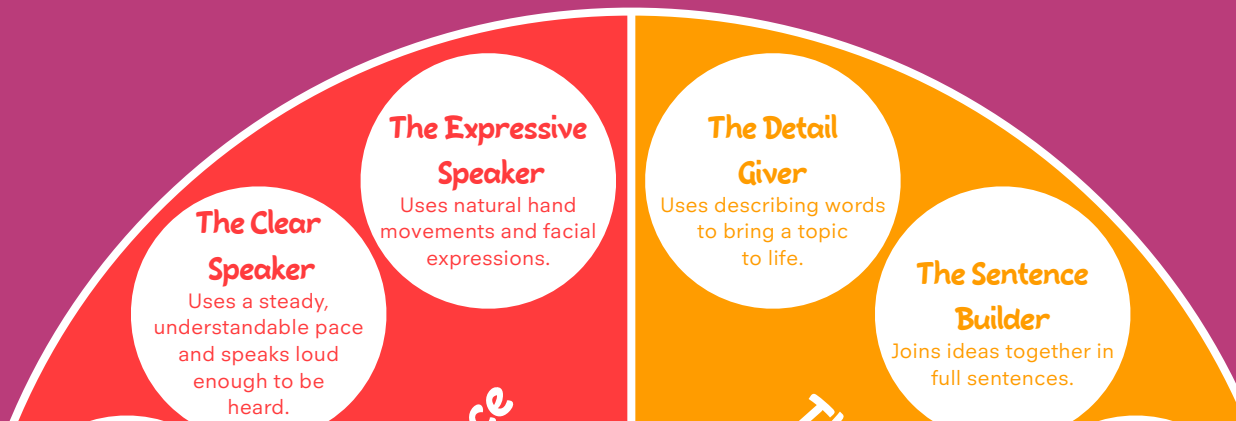 The Expressive
Speaker
Uses natural hand
movements and facial
expressions.
The Detail
Giver
Uses describing words
to bring a topic
to life.
The Clear
Speaker
Uses a steady,
understandable pace
and speaks loud
enough to be
heard.
The Sentence
Builder
Joins ideas together in
full sentences.